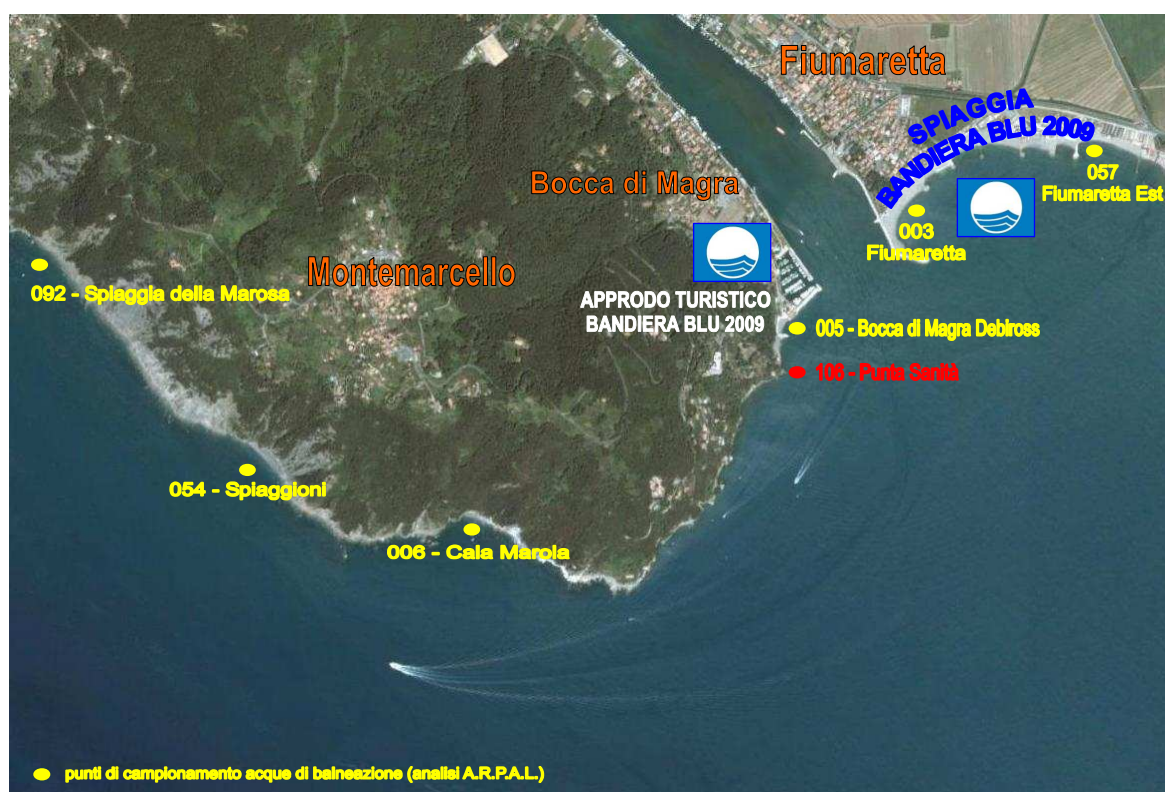 Fiumaretta
SPIAGGIA
BANDIERA BLU 2009
057
Fiumaretta Est
Bocca di Magra
003
Fiumaretta
Montemarcello
092 - Spiaggia della Marosa
APPRODO TURISTICO
BANDIERA BLU 2009
005 - Bocca di Magra Debiross
106 - Punta Sanità
054 - Spiaggioni
006 - Cala Marola
punti di campionamento acque di balneazione (analisi A.R.P.A.L.)